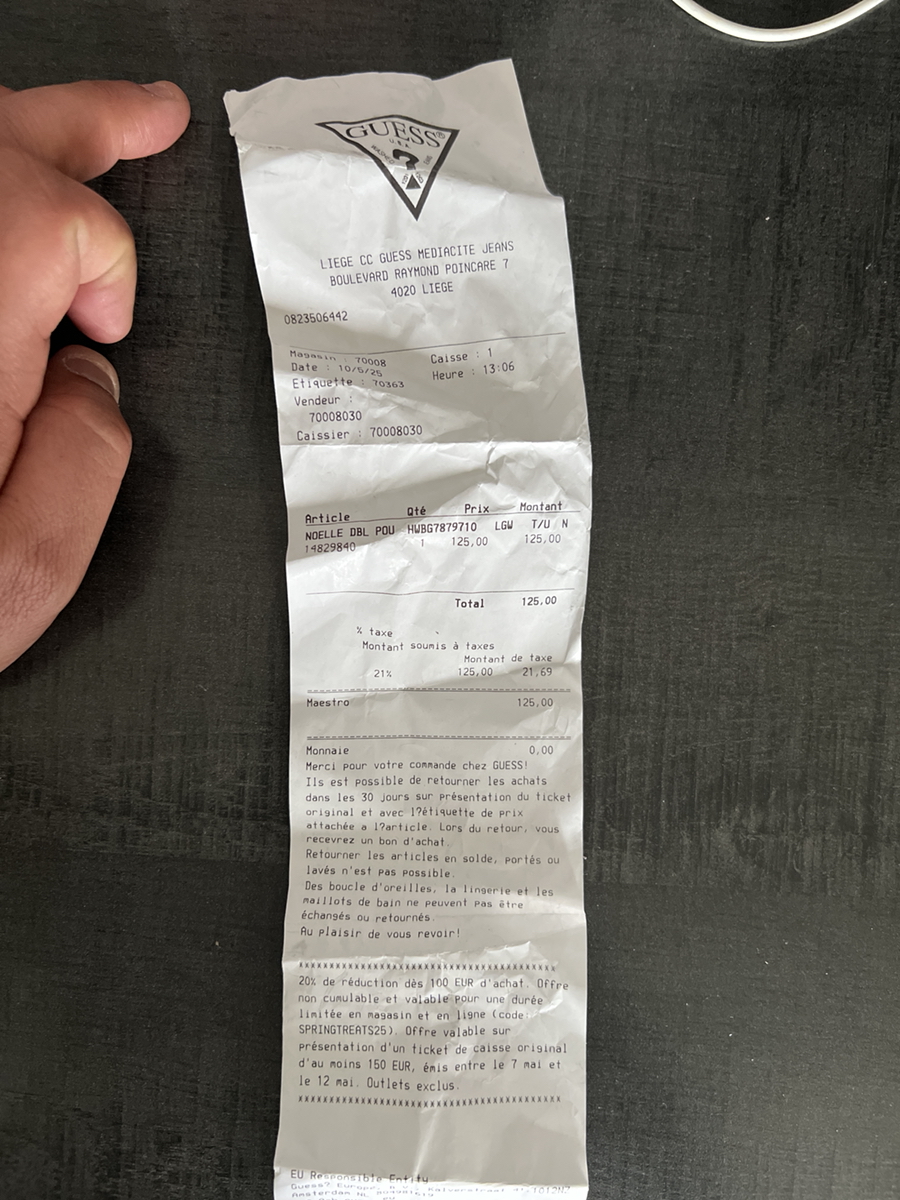 GUESS®
U.S.A.
WASHED
?
LIEGE CC GUESS MEDIACITE JEANS
BOULEVARD RAYMOND POINCARE 7
4020 LIEGE
0823506442
Magasin : 70008 Caisse : 1
Date : 10/5/25 Heure : 13:06
Etiquette : 70363
Vendeur :
70008030
Caissier : 70008030
Article Qté Prix Montant
NOELLE DBL POU HWBG7879710 LGW T/U N
14829840 1 125,00 125,00
Total 125,00
% taxe
Montant soumis à taxes
Montant de taxe
21% 125,00 21,69
Maestro 125,00
Monnaie 0,00
Merci pour votre commande chez GUESS!
Ils est possible de retourner les achats
dans les 30 jours sur présentation du ticket
original et avec l?étiquette de prix
attachée a l?article. Lors du retour, vous
recevrez un bon d'achat.
Retourner les articles en solde, portés ou
lavés n'est pas possible.
Des boucle d'oreilles, la lingerie et les
maillots de bain ne peuvent pas être
échangés ou retournés.
Au plaisir de vous revoir!
20% de réduction dès 100 EUR d'achat. Offre
non cumulable et valable pour une durée
limitée en magasin et en ligne (code:
SPRINGTREATS25). Offre valable sur
présentation d'un ticket de caisse original
d'au moins 150 EUR, émis entre le 7 mai et
le 12 mai. Outlets exclus.
EU Responsible Entity
Guess? Europe,
Amsterdam NL